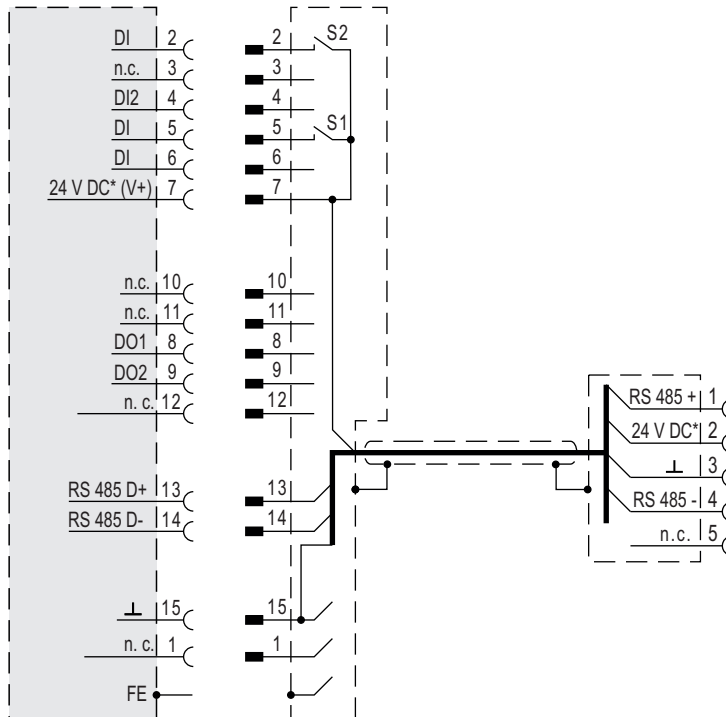 DI 2 2 S2
n.c. 3 3
DI2 4 4
DI 5 5 S1
DI 6 6
24 V DC* (V+) 7 7
n.c. 10 10
n.c. 11 11
DO1 8 8
DO2 9 9
n. c. 12 12
RS 485 + 1
24 V DC* 2
⊥ 3
RS 485 - 4
n.c. 5
RS 485 D+ 13 13
RS 485 D- 14 14
⊥ 15 15
n. c. 1 1
FE